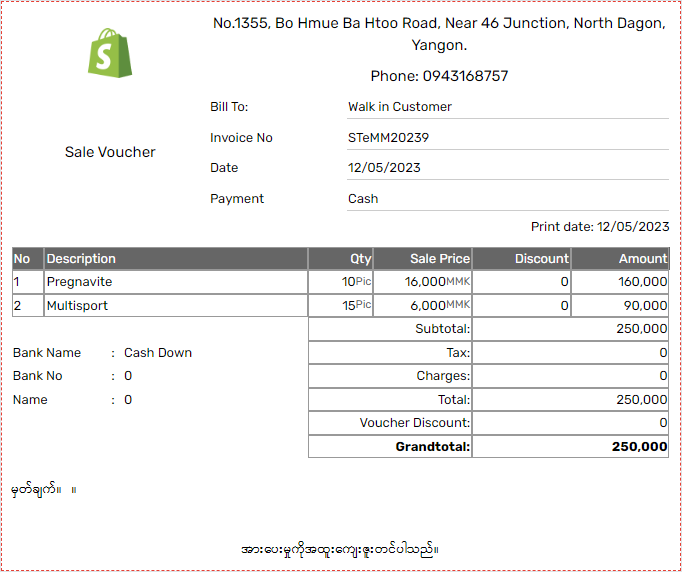 No.1355, Bo Hmue Ba Htoo Road, Near 46 Junction, North Dagon,
Yangon.
Phone: 0943168757
Sale Voucher
Bill To: Walk in Customer
Invoice No STeMM20239
Date 12/05/2023
Payment Cash
Print date: 12/05/2023
No Description Qty Sale Price Discount Amount
1 Pregnavite 10Pic 16,000MMK 0 160,000
2 Multisport 15Pic 6,000MMK 0 90,000
Subtotal: 250,000
Bank Name : Cash Down Tax: 0
Bank No : 0 Charges: 0
Name : 0 Total: 250,000
Voucher Discount: 0
Grandtotal: 250,000
မှတ်ချက်။ ။
အားပေးမှုကိုအထူးကျေးဇူးတင်ပါသည်။